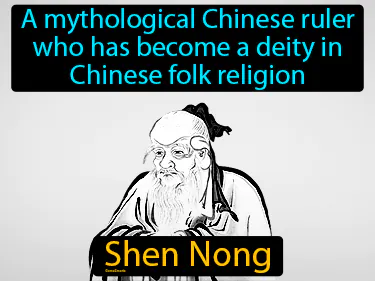 A mythological Chinese ruler
who has become a deity in
Chinese folk religion
Shen Nong